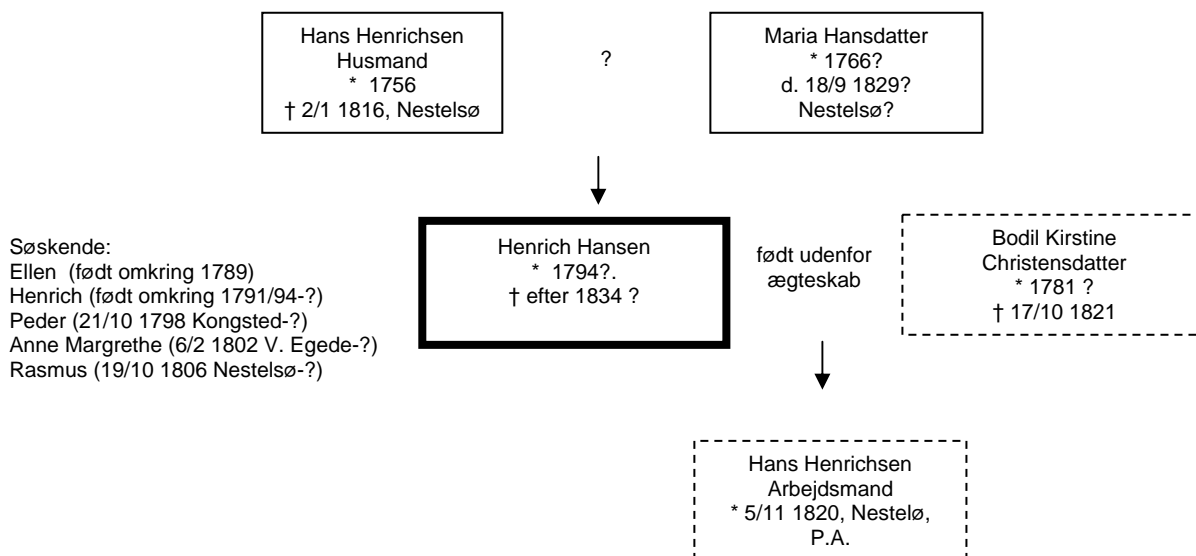 Hans Henrichsen
Husmand
* 1756
† 2/1 1816, Nestelsø
?
Maria Hansdatter
* 1766?
d. 18/9 1829?
Nestelsø?
Søskende:
Ellen (født omkring 1789)
Henrich (født omkring 1791/94-?)
Peder (21/10 1798 Kongsted-?)
Anne Margrethe (6/2 1802 V. Egede-?)
Rasmus (19/10 1806 Nestelsø-?)
Henrich Hansen
* 1794?.
† efter 1834 ?
født udenfor
ægteskab
Bodil Kirstine
Christensdatter
* 1781 ?
† 17/10 1821
Hans Henrichsen
Arbejdsmand
* 5/11 1820, Nestelø,
P.A.